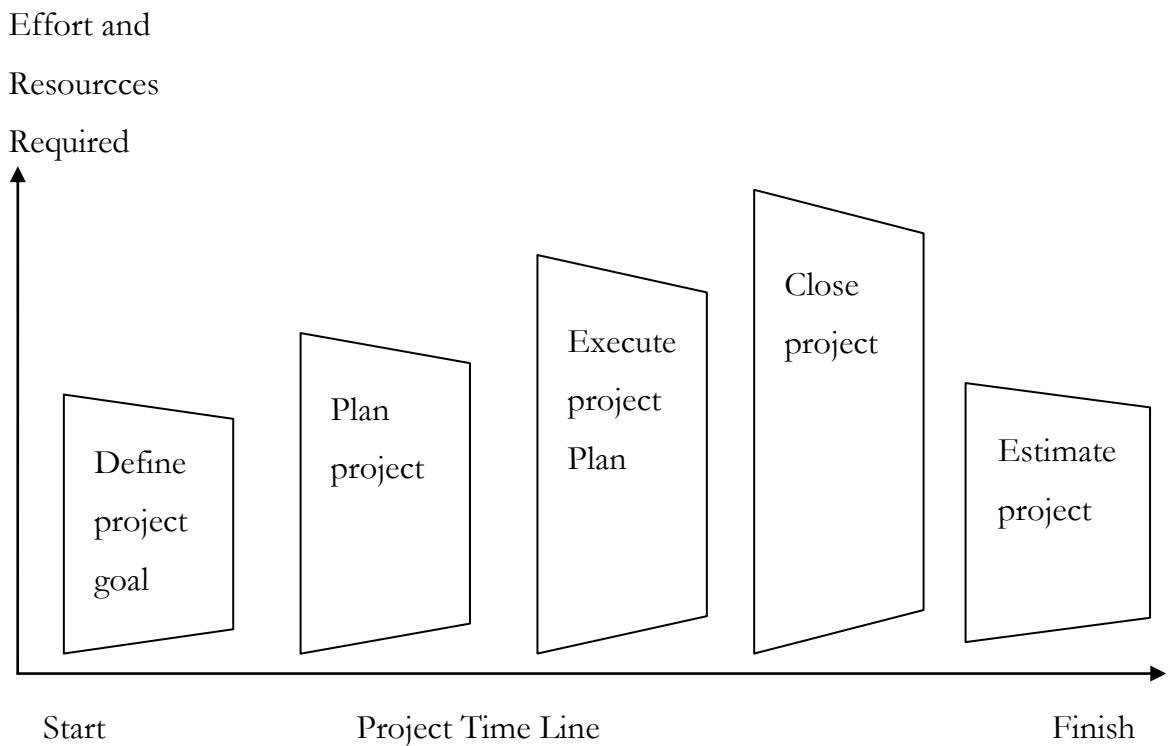 Effort and
Resourcces
Required
Define
project
goal
Plan
project
Execute
project
Plan
Close
project
Estimate
project
Start
Project Time Line
Finish